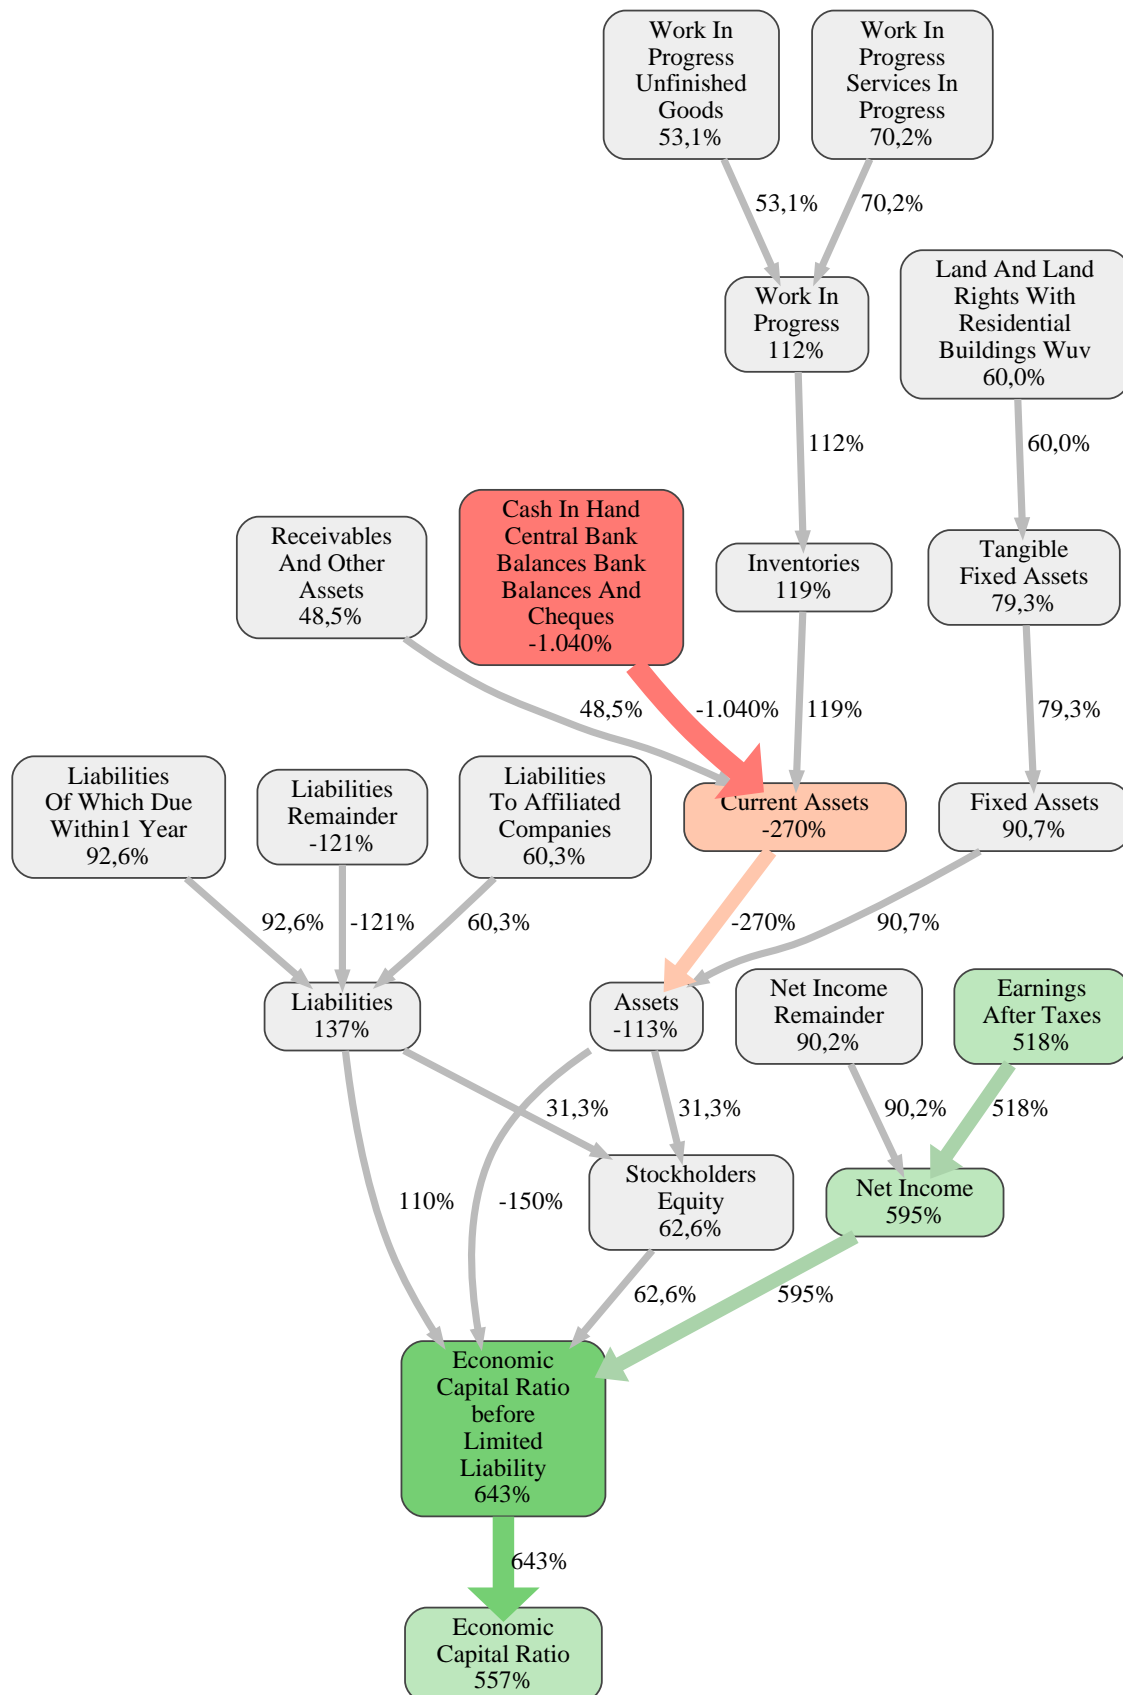 Work In
Progress
Unfinished
Goods
53,1%
Work In
Progress
Services In
Progress
70,2%
53,1%
70,2%
Work In
Progress
112%
Land And Land
Rights With
Residential
Buildings Wuv
60,0%
112%
60,0%
Receivables
And Other
Assets
48,5%
Cash In Hand
Central Bank
Balances Bank
Balances And
Cheques
-1.040%
Inventories
119%
Tangible
Fixed Assets
79,3%
48,5%
-1.040%
119%
79,3%
Liabilities
Of Which Due
Within1 Year
92,6%
Liabilities
Remainder
-121%
Liabilities
To Affiliated
Companies
60,3%
Current Assets
-270%
Fixed Assets
90,7%
92,6%
-121%
60,3%
-270%
90,7%
Liabilities
137%
Assets
-113%
Net Income
Remainder
90,2%
Earnings
After Taxes
518%
31,3%
31,3%
90,2%
518%
110%
-150%
Stockholders
Equity
62,6%
Net Income
595%
62,6%
595%
Economic
Capital Ratio
before
Limited
Liability
643%
643%
Economic
Capital Ratio
557%